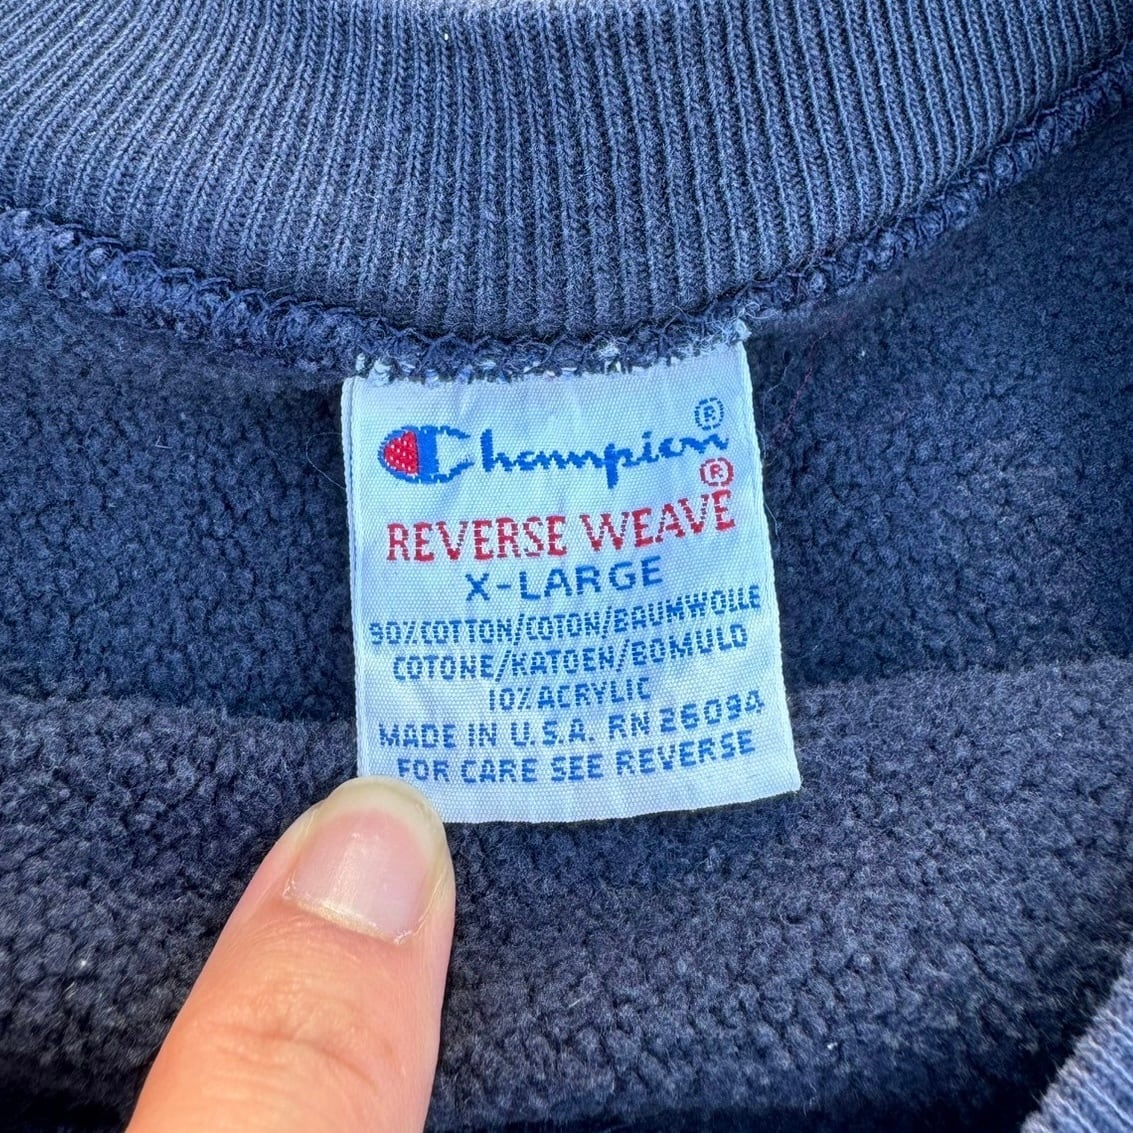 Champion®
®
REVERSE WEAVE
X-LARGE
90%COTTON/COTON/BAUMWOLLE
COTONE/KATOEN/BOMULD
10%ACRYLIC
MADE IN U.S.A. RN 26094
FOR CARE SEE REVERSE